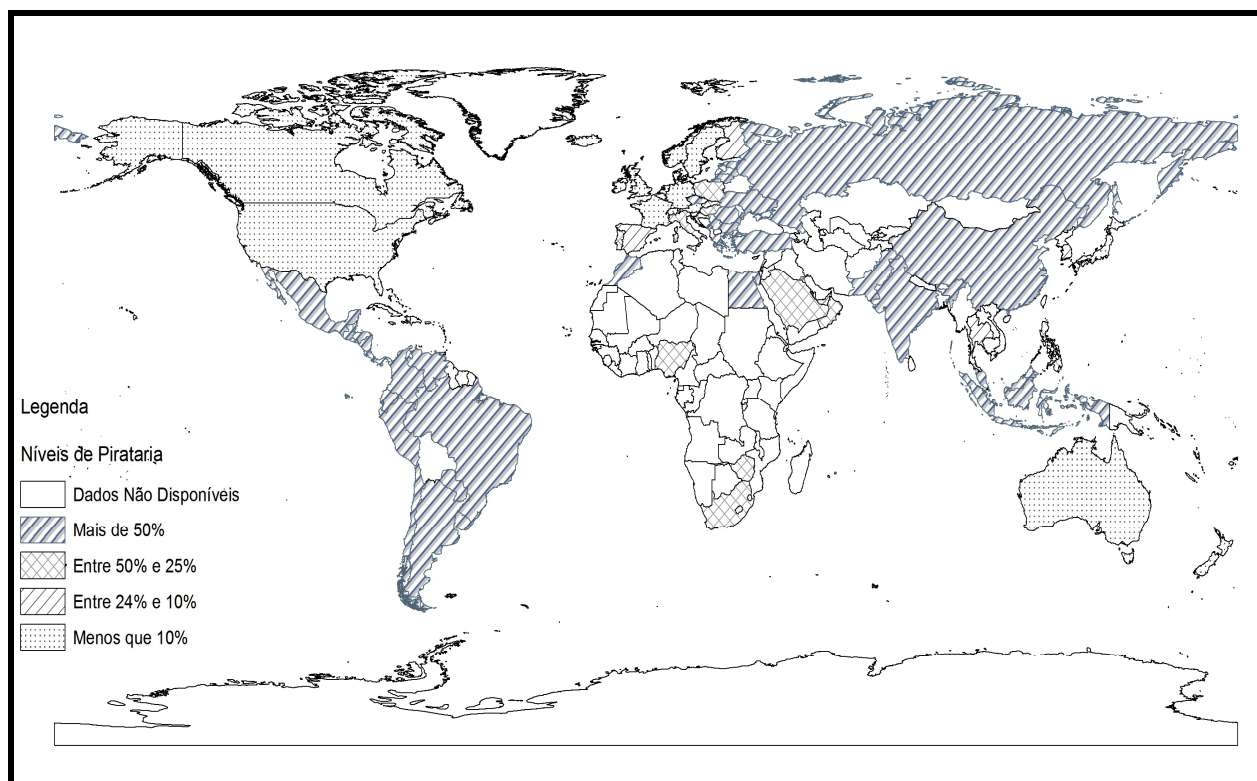 Legenda
Níveis de Pirataria
Dados Não Disponíveis
Mais de 50%
Entre 50% e 25%
Entre 24% e 10%
Menos que 10%